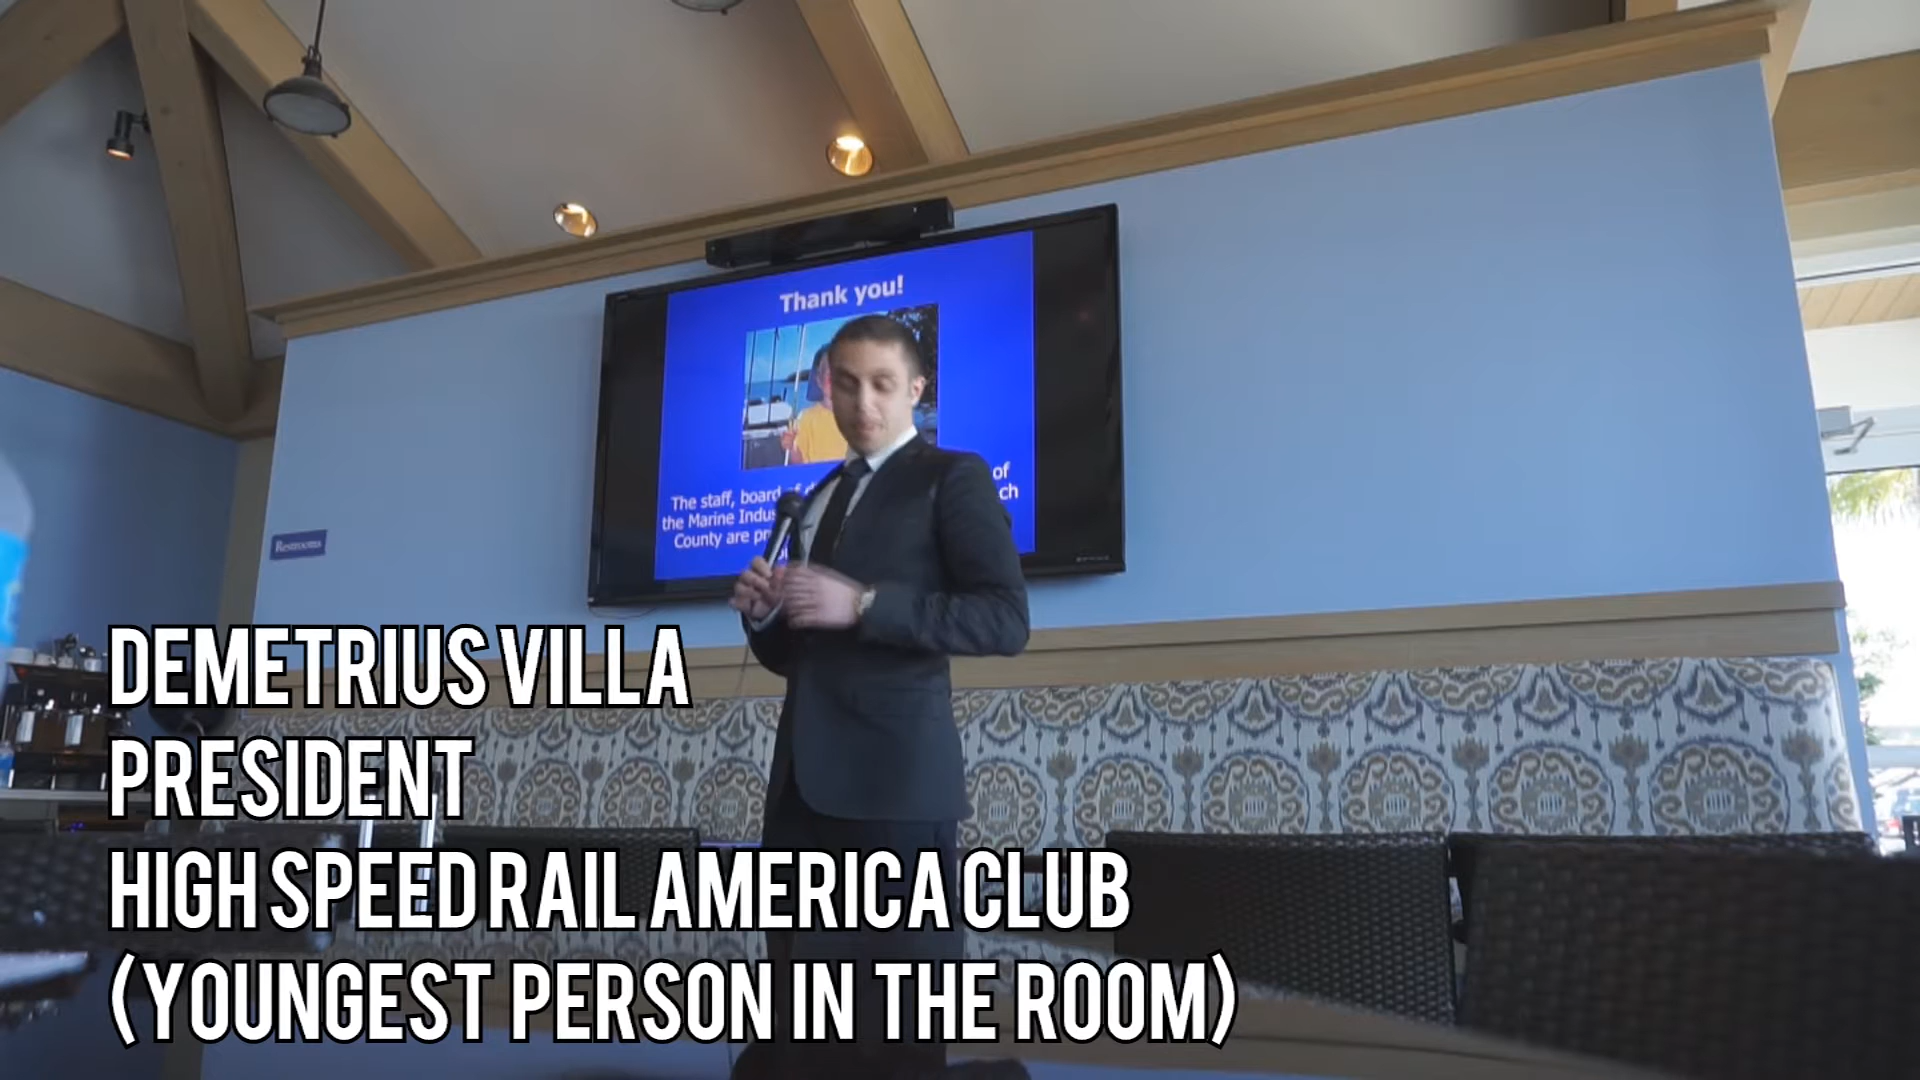 Thank you!
The staff, board of
of
the Marine Indus
ch
County are
Restrooms
DEMETRIUS VILLA
PRESIDENT
HIGH SPEED RAIL AMERICA CLUB
(YOUNGEST PERSON IN THE ROOM)